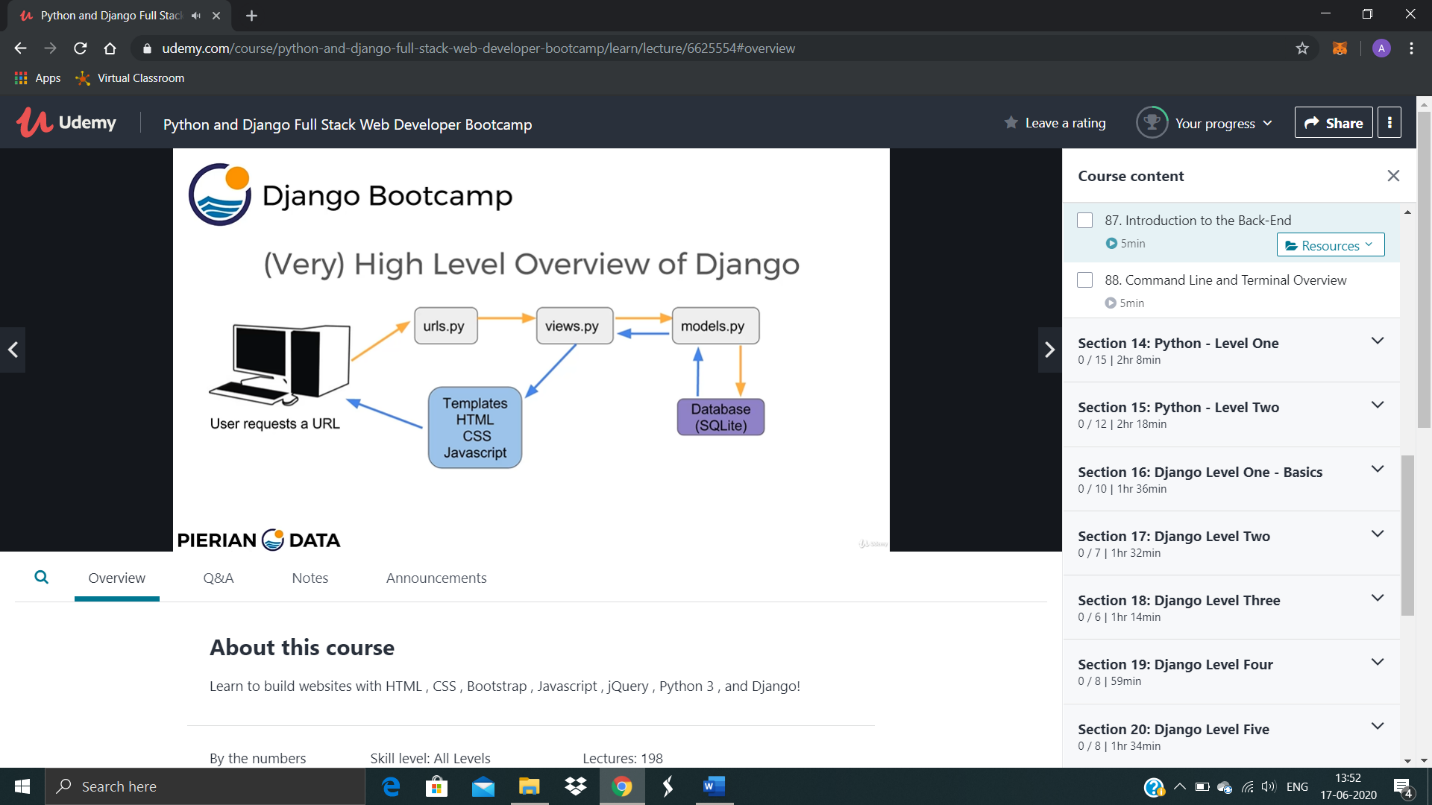 Python and Django Full Stac
udemy.com/course/python-and-django-full-stack-web-developer-bootcamp/learn/lecture/6625554#overview
A
Apps
Virtual Classroom
Udemy
Python and Django Full Stack Web Developer Bootcamp
Leave a rating
Your progress
Share
Django Bootcamp
(Very) High Level Overview of Django
urls.py
views.py
models.py
User requests a URL
Templates
HTML
CSS
Javascript
Database
(SQLite)
PIERIAN DATA
Udemy
Course content
87. Introduction to the Back-End
5min
Resources
88. Command Line and Terminal Overview
5min
Section 14: Python - Level One
0 / 15 | 2hr 8min
Section 15: Python - Level Two
0 / 12 | 2hr 18min
Section 16: Django Level One - Basics
0 / 10 | 1hr 36min
Section 17: Django Level Two
0 / 7 | 1hr 32min
Section 18: Django Level Three
0 / 6 | 1hr 14min
Section 19: Django Level Four
0 / 8 | 59min
Section 20: Django Level Five
0 / 8 | 1hr 34min
Overview
Q&A
Notes
Announcements
About this course
Learn to build websites with HTML , CSS , Bootstrap , Javascript , jQuery , Python 3 , and Django!
By the numbers
Skill level: All Levels
Lectures: 198
Search here
ENG
13:52
17-06-2020
4